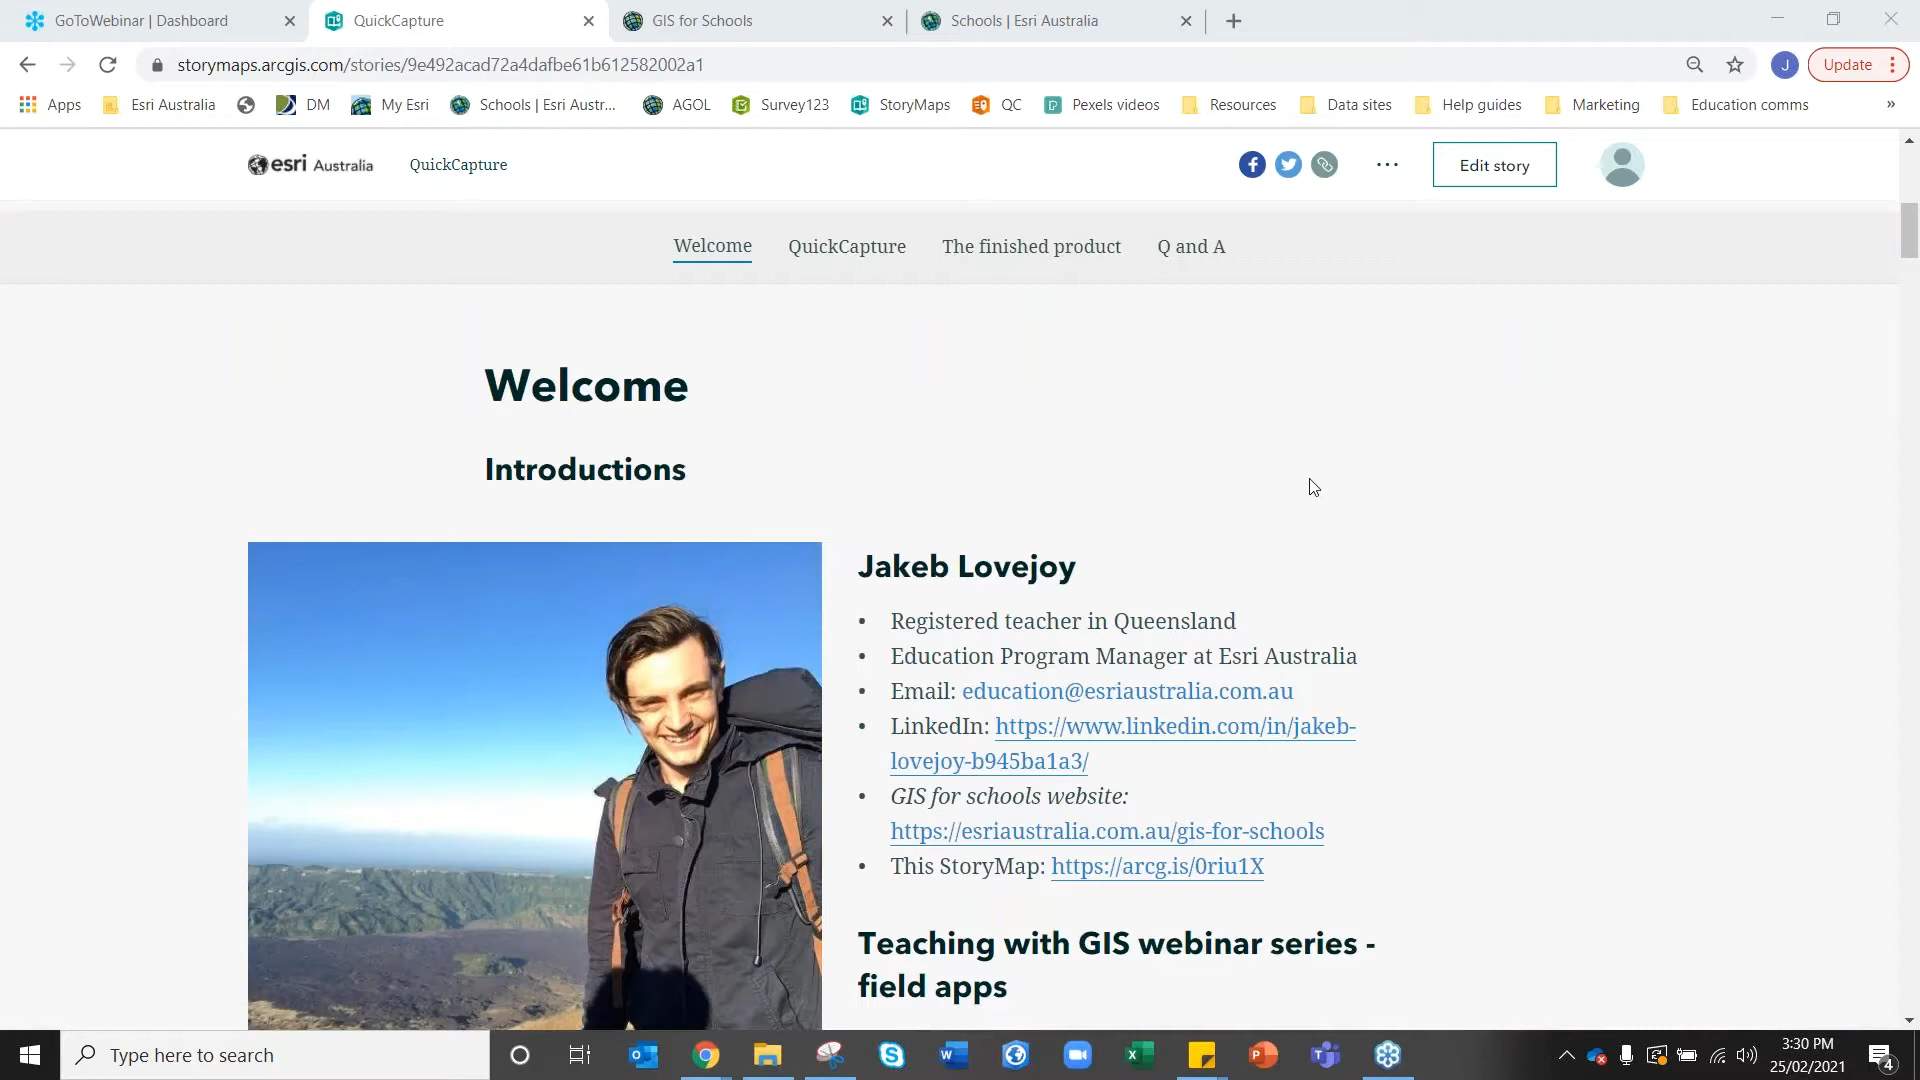 GoToWebinar | Dashboard
QuickCapture
GIS for Schools
Schools | Esri Australia
storymaps.arcgis.com/stories/9e492acad72a4dafbe61b612582002a1
J
Update
Apps
Esri Australia
DM
My Esri
Schools | Esri Austr...
AGOL
Survey123
StoryMaps
QC
Pexels videos
Resources
Data sites
Help guides
Marketing
Education comms
»
esri Australia
QuickCapture
Edit story
Welcome
QuickCapture
The finished product
Q and A
Welcome
Introductions
Jakeb Lovejoy
• Registered teacher in Queensland
• Education Program Manager at Esri Australia
• Email: education@esriaustralia.com.au
• LinkedIn: https://www.linkedin.com/in/jakeb-
lovejoy-b945ba1a3/
• GIS for schools website:
https://esriaustralia.com.au/gis-for-schools
• This StoryMap: https://arcg.is/0riu1X
Teaching with GIS webinar series -
field apps
Type here to search
3:30 PM
25/02/2021
4